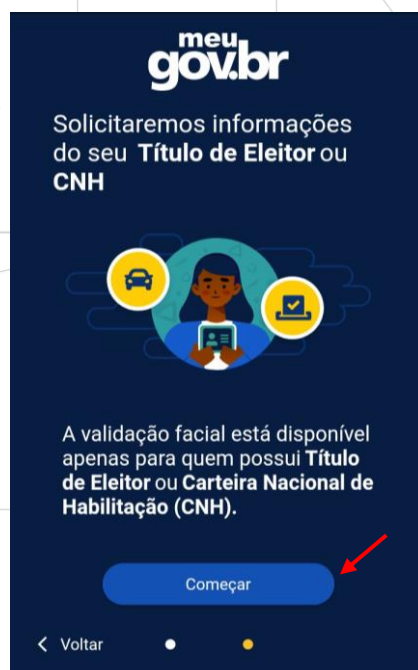 meu
gov.br
Solicitaremos informações
do seu Título de Eleitor ou
CNH
A validação facial está disponível
apenas para quem possui Título
de Eleitor ou Carteira Nacional de
Habilitação (CNH).
Começar
Voltar